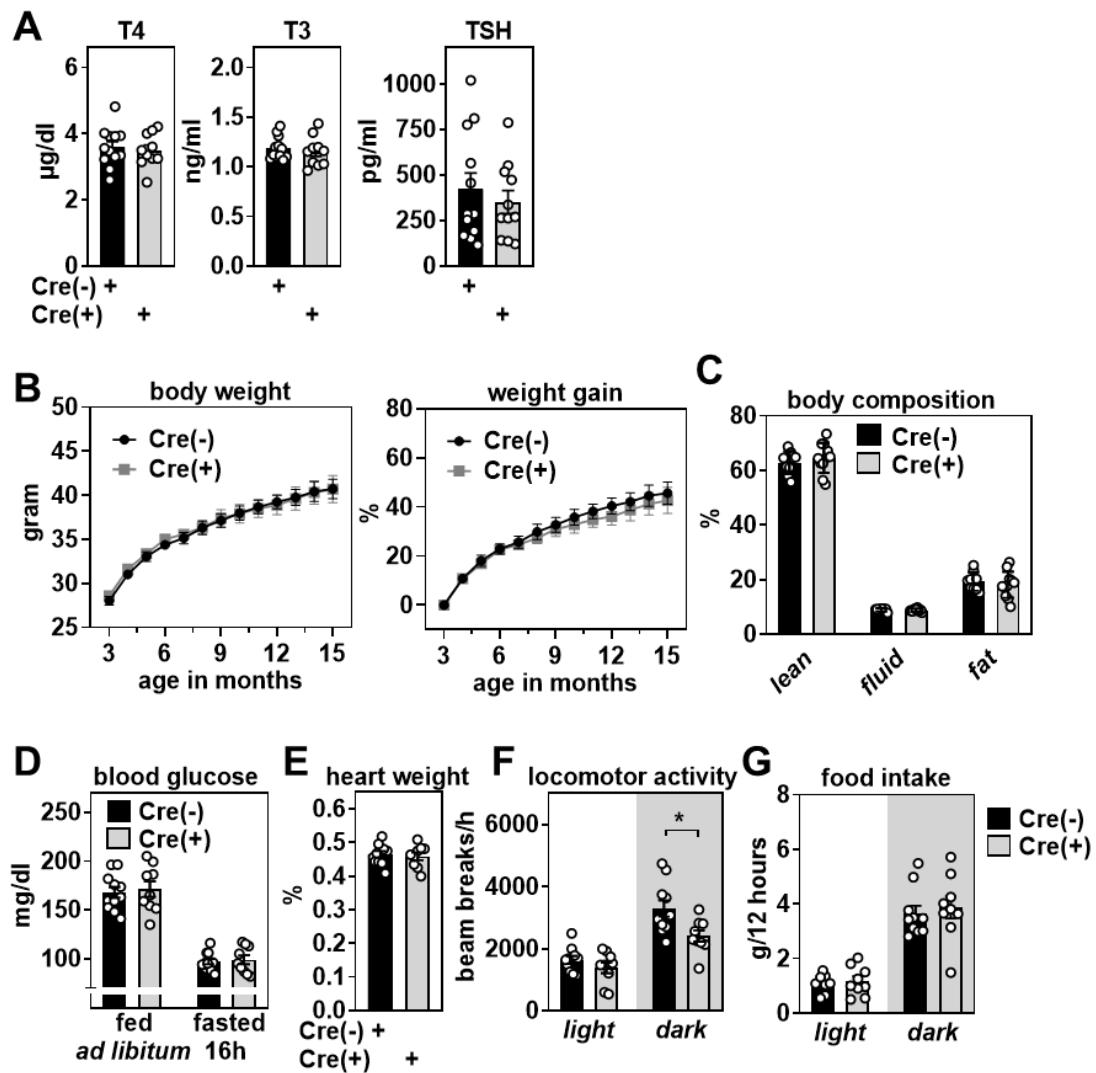 A
T4
T3
TSH
µg/dl
6
4
2
0
ng/ml
2.0
1.5
1.0
0.5
0.0
pg/ml
1000
750
500
250
0
Cre(-) + + +
Cre(+) + + +
B
body weight
gram
50
45
40
35
30
25
Cre(-)
Cre(+)
3 6 9 12 15
age in months
weight gain
%
80
60
40
20
0
Cre(-)
Cre(+)
3 6 9 12 15
age in months
C
body composition
%
80
60
40
20
0
Cre(-)
Cre(+)
lean fluid fat
D
blood glucose
mg/dl
250
200
150
100
Cre(-)
Cre(+)
fed fasted
ad libitum 16h
E
heart weight
%
0.6
0.5
0.4
0.3
0.2
0.1
0.0
Cre(-) +
Cre(+) +
F
locomotor activity
beam breaks/h
6000
4000
2000
0
*
light dark
G
food intake
g/12 hours
8
6
4
2
0
light dark
Cre(-)
Cre(+)